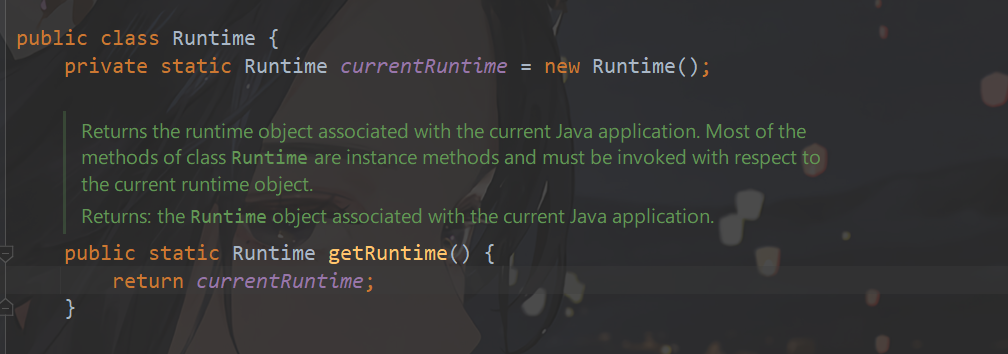 public class Runtime {
private static Runtime currentRuntime = new Runtime();
Returns the runtime object associated with the current Java application. Most of the
methods of class Runtime are instance methods and must be invoked with respect to
the current runtime object.
Returns: the Runtime object associated with the current Java application.
public static Runtime getRuntime() {
return currentRuntime;
}